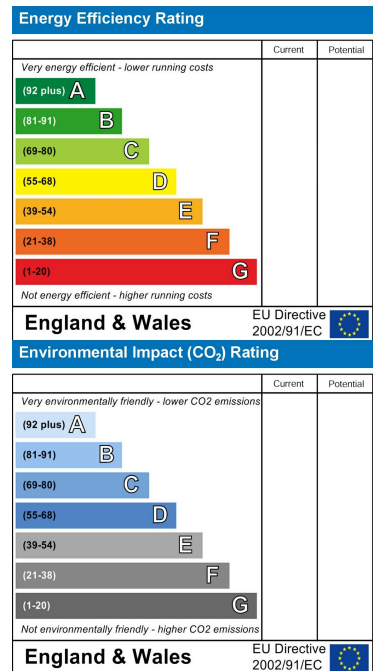 Energy Efficiency Rating
Current Potential
Very energy efficient - lower running costs
(92 plus) A
(81-91) B
(69-80) C
(55-68) D
(39-54) E
(21-38) F
(1-20) G
Not energy efficient - higher running costs
England & Wales
EU Directive
2002/91/EC
Environmental Impact (CO₂) Rating
Current Potential
Very environmentally friendly - lower CO2 emissions
(92 plus) A
(81-91) B
(69-80) C
(55-68) D
(39-54) E
(21-38) F
(1-20) G
Not environmentally friendly - higher CO2 emissions
England & Wales
EU Directive
2002/91/EC